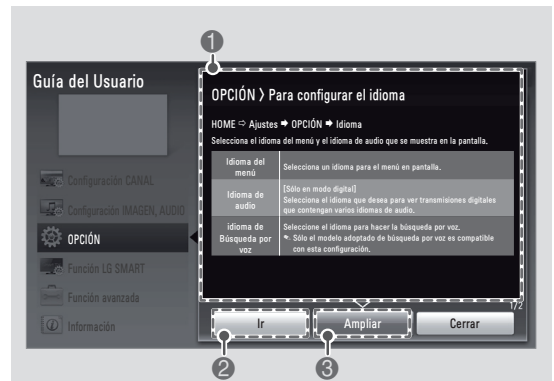 1
Guía del Usuario
Configuración CANAL
Configuración IMAGEN, AUDIO
OPCIÓN
Función LG SMART
Función avanzada
Información
OPCIÓN > Para configurar el idioma
HOME ⇨ Ajustes ➡ OPCIÓN ➡ Idioma
Selecciona el idioma del menú y el idioma de audio que se muestra en la pantalla.
Idioma del
menú
Selecciona un idioma para el menú en pantalla.
Idioma de
audio
[Sólo en modo digital]
Selecciona el idioma que desea para ver transmisiones digitales
que contengan varios idiomas de audio.
idioma de
Búsqueda por
voz
Seleccione el idioma para hacer la búsqueda por voz.
Sólo el modelo adoptado de búsqueda por voz es compatible
con esta configuración.
1/2
Ir
Ampliar
Cerrar
2
3